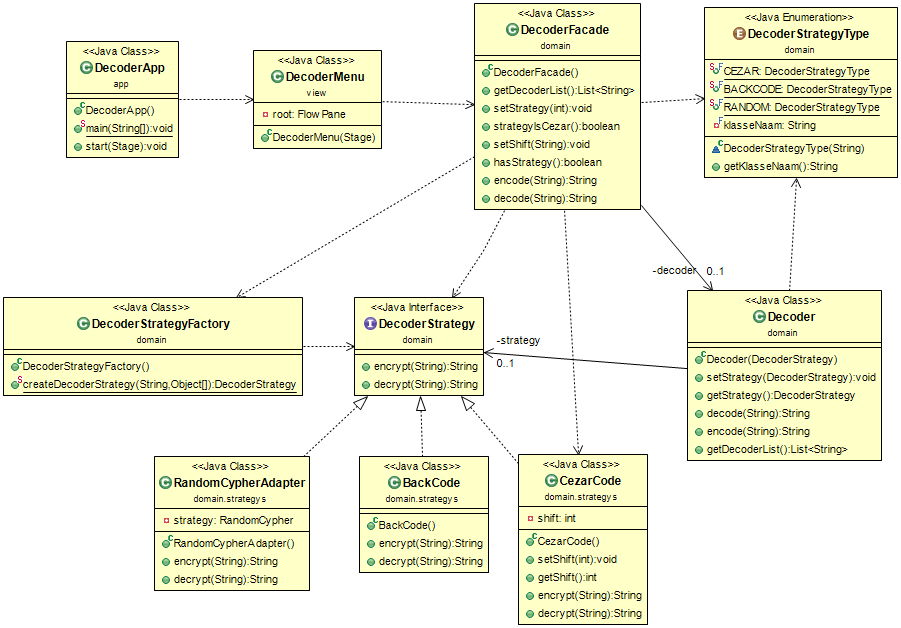 <<Java Class>>
DecoderApp
app
DecoderApp()
main(String[]):void
start(Stage):void
<<Java Class>>
DecoderMenu
view
root: FlowPane
DecoderMenu(Stage)
<<Java Class>>
DecoderFacade
domain
DecoderFacade()
getDecoderList():List<String>
setStrategy(int):void
strategyIsCezar():boolean
setShift(String):void
hasStrategy():boolean
encode(String):String
decode(String):String
<<Java Enumeration>>
DecoderStrategyType
domain
CEZAR: DecoderStrategyType
BACKCODE: DecoderStrategyType
RANDOM: DecoderStrategyType
klasseNaam: String
DecoderStrategyType(String)
getKlasseNaam():String
-decoder 0..1
<<Java Class>>
DecoderStrategyFactory
domain
DecoderStrategyFactory()
createDecoderStrategy(String,Object[]):DecoderStrategy
<<Java Interface>>
DecoderStrategy
domain
encrypt(String):String
decrypt(String):String
-strategy
0..1
<<Java Class>>
Decoder
domain
Decoder(DecoderStrategy)
setStrategy(DecoderStrategy):void
getStrategy():DecoderStrategy
decode(String):String
encode(String):String
getDecoderList():List<String>
<<Java Class>>
RandomCypherAdapter
domain.strategys
strategy: RandomCypher
RandomCypherAdapter()
encrypt(String):String
decrypt(String):String
<<Java Class>>
BackCode
domain.strategys
BackCode()
encrypt(String):String
decrypt(String):String
<<Java Class>>
CezarCode
domain.strategys
shift: int
CezarCode()
setShift(int):void
getShift():int
encrypt(String):String
decrypt(String):String